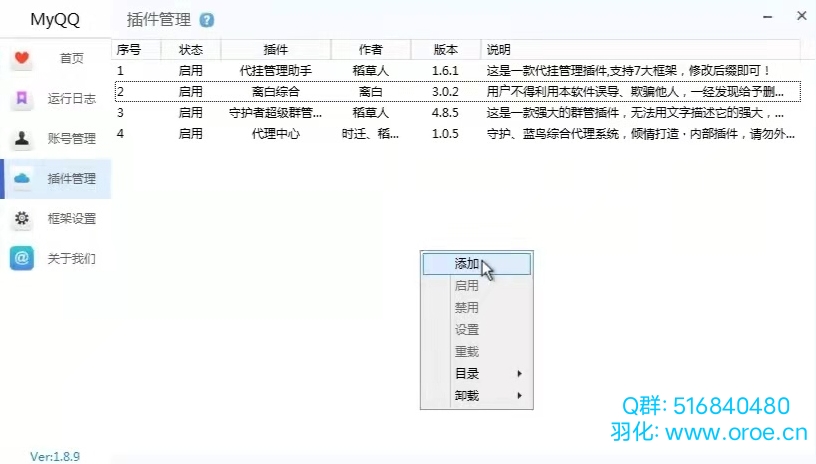 MyQQ
插件管理 ?
首页
运行日志
账号管理
插件管理
框架设置
@ 关于我们
序号 状态 插件 作者 版本 说明
1 启用 代挂管理助手 稻草人 1.6.1 这是一款代挂管理插件,支持7大框架，修改后缀即可！
2 启用 离白综合 离白 3.0.2 用户不得利用本软件误导、欺骗他人，一经发现给予删...
3 启用 守护者超级群管... 稻草人 4.8.5 这是一款强大的群管插件，无法用文字描述它的强大，...
4 启用 代理中心 时迁、稻... 1.0.5 守护、蓝鸟综合代理系统，倾情打造·内部插件，请勿外...
添加
启用
禁用
设置
重载
目录
卸载
Q群: 516840480
羽化: www.oroe.cn
Ver:1.8.9